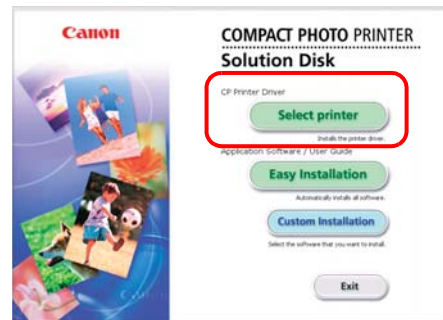 Canon
COMPACT PHOTO PRINTER
Solution Disk
CP Printer Driver
Select printer
Installs the printer driver.
Application Software / User Guide
Easy Installation
Automatically installs all software.
Custom Installation
Select the software that you want to install.
Exit